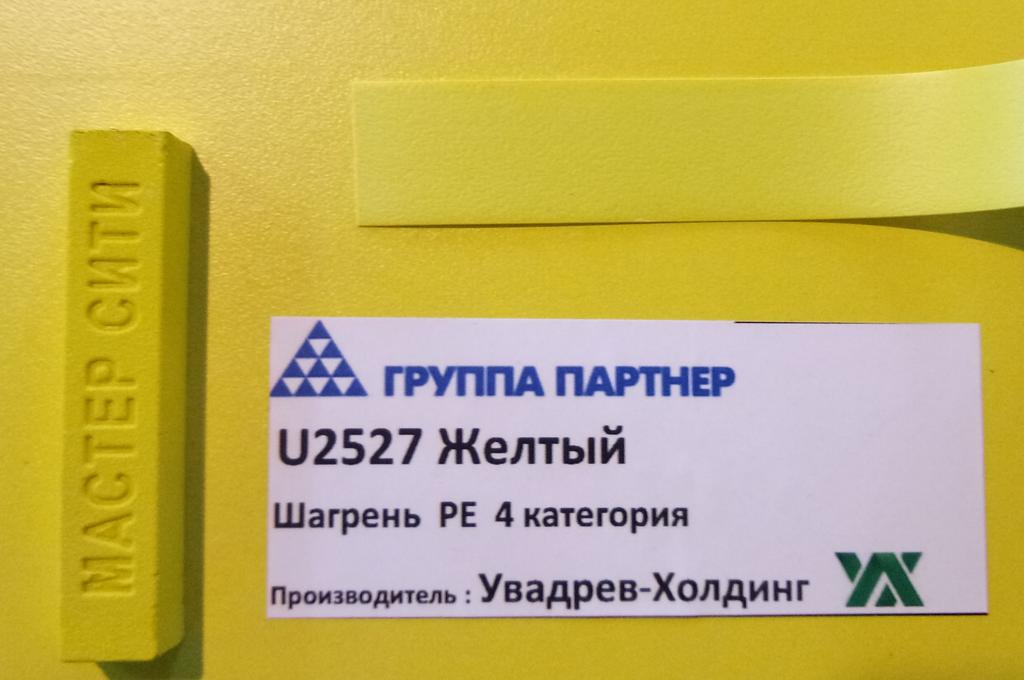 МАСТЕР СИТИ
ГРУППА ПАРТНЕР
U2527 Желтый
Шагрень PE 4 категория
Производитель : Увадрев-Холдинг